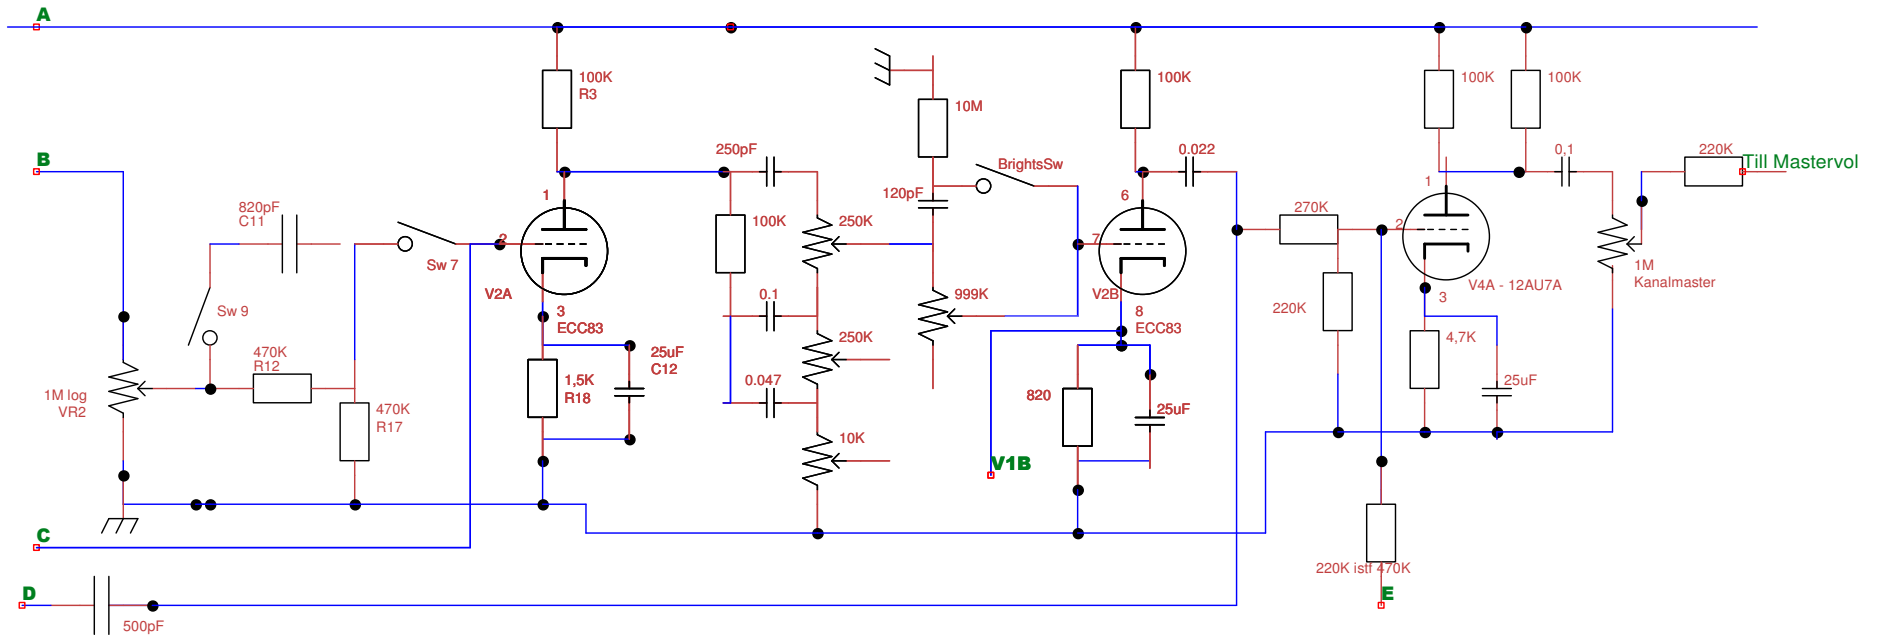 A
100K
R3
100K
100K
100K
10M
B
250pF
BrightsSw
0.022
0,1
220K
Till Mastervol
1
120pF
6
1
820pF
C11
100K
250K
270K
2
7
2
Sw 7
V2A
0.1
999K
V2B
220K
V4A - 12AU7A
1M
Kanalmaster
3
Sw 9
3
ECC83
8
ECC83
250K
4,7K
470K
R12
25uF
C12
1M log
VR2
1,5K
R18
0.047
820
25uF
25uF
470K
R17
10K
V1B
C
D
500pF
220K istf 470K
E